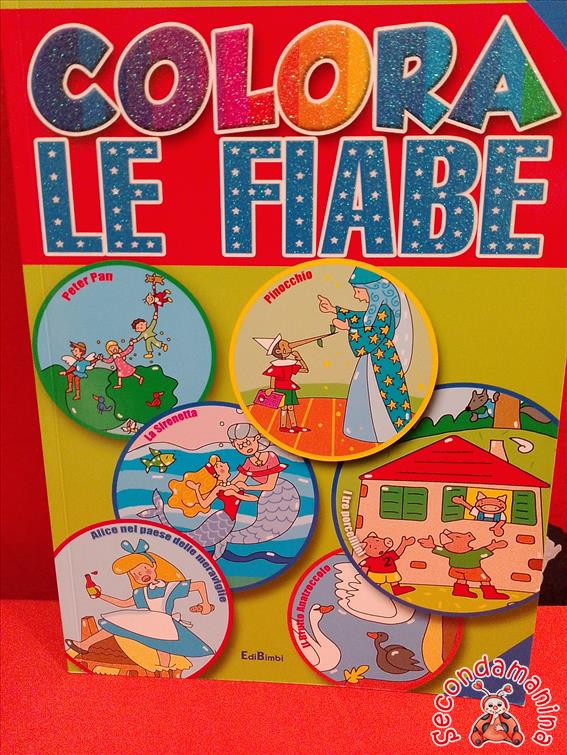 COLORA
LE FIABE
Peter Pan
Pinocchio
La Sirenetta
I tre porcellini
2
Alice nel paese delle meraviglie
Il Brutto Anatroccolo
EdiBimbi
Secondamanina